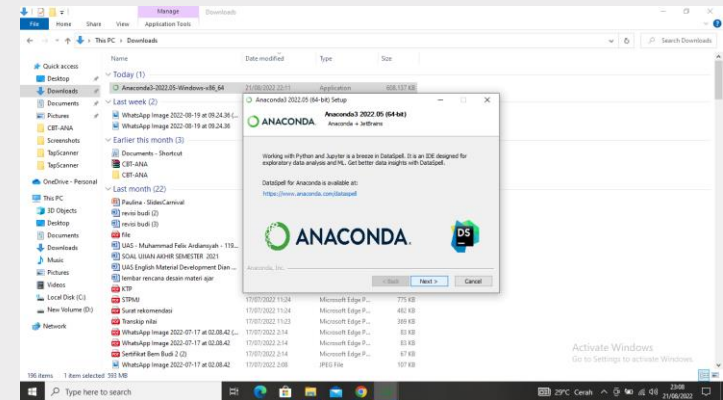 Manage
Downloads
File
Home
Share
View
Application Tools
This PC > Downloads
Search Downloads
Name
Date modified
Type
Size
Quick access
Desktop
Downloads
Documents
Pictures
CBT-ANA
Screenshots
TapScanner
TapScanner
OneDrive - Personal
This PC
3D Objects
Desktop
Documents
Downloads
Music
Pictures
Videos
Local Disk (C:)
New Volume (D:)
Network
Today (1)
Anaconda3-2022.05-Windows-x86_64 21/08/2022 22:11 Application 608.137 KB
Last week (2)
WhatsApp Image 2022-08-19 at 09.24.36 (...
WhatsApp Image 2022-08-19 at 09.24.36
Earlier this month (3)
Documents - Shortcut
CBT-ANA
CBT-ANA
Last month (22)
Paulina - SlidesCarnival
revisi budi (2)
revisi budi (3)
file
UAS - Muhammad Felix Ardiansyah - 119...
SOAL UJIAN AKHIR SEMESTER 2021
UAS English Material Development Dian ...
lembar rencana desain materi ajar
KTP
STPMJ 17/07/2022 11:24 Microsoft Edge P... 775 KB
Surat rekomendasi 17/07/2022 11:24 Microsoft Edge P... 482 KB
Transkip nilai 17/07/2022 11:23 Microsoft Edge P... 389 KB
WhatsApp Image 2022-07-17 at 02.08.42 (... 17/07/2022 2:14 Microsoft Edge P... 83 KB
WhatsApp Image 2022-07-17 at 02.08.42 17/07/2022 2:14 Microsoft Edge P... 83 KB
Sertifikat Bem Budi 2 (2) 17/07/2022 2:14 Microsoft Edge P... 67 KB
WhatsApp Image 2022-07-17 at 02.08.42 17/07/2022 2:08 JPEG File 107 KB
Anaconda3 2022.05 (64-bit) Setup
ANACONDA.
Anaconda3 2022.05 (64-bit)
Anaconda + JetBrains
Working with Python and Jupyter is a breeze in DataSpell. It is an IDE designed for
exploratory data analysis and ML. Get better data insights with DataSpell.
DataSpell for Anaconda is available at:
https://www.anaconda.com/dataspell
ANACONDA.
DS
Anaconda, Inc.
< Back
Next >
Cancel
Activate Windows
Go to Settings to activate Windows.
196 items
1 item selected 593 MB
Type here to search
29°C Cerah
23:08
21/08/2022